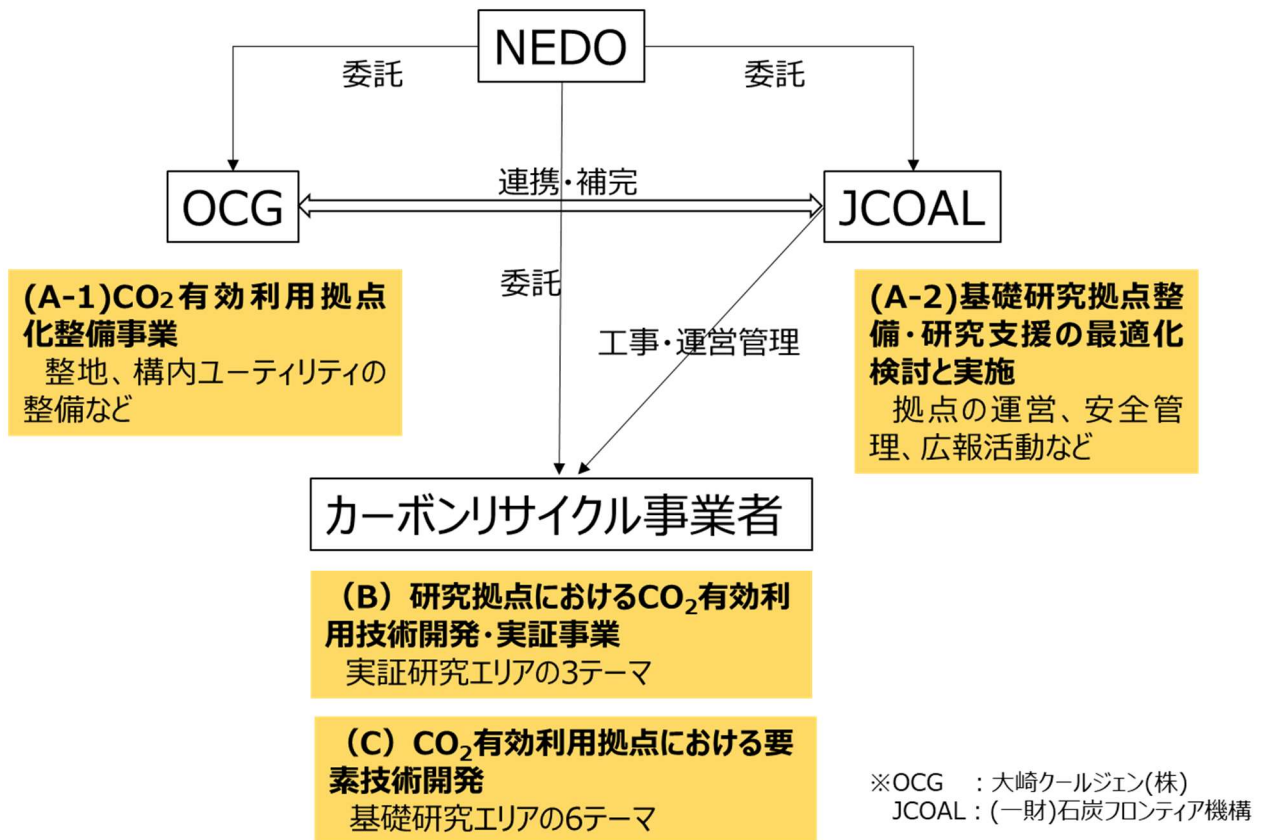 NEDO
委託
委託
OCG
連携・補完
JCOAL
委託
工事・運営管理
(A-1)CO₂有効利用拠点
化整備事業
整地、構内ユーティリティの
整備など
(A-2)基礎研究拠点整
備・研究支援の最適化
検討と実施
拠点の運営、安全管
理、広報活動など
カーボンリサイクル事業者
（B）研究拠点におけるCO₂有効利
用技術開発・実証事業
実証研究エリアの3テーマ
（C）CO₂有効利用拠点における要
素技術開発
基礎研究エリアの6テーマ
※OCG ：大崎クールジェン(株)
JCOAL：(一財)石炭フロンティア機構